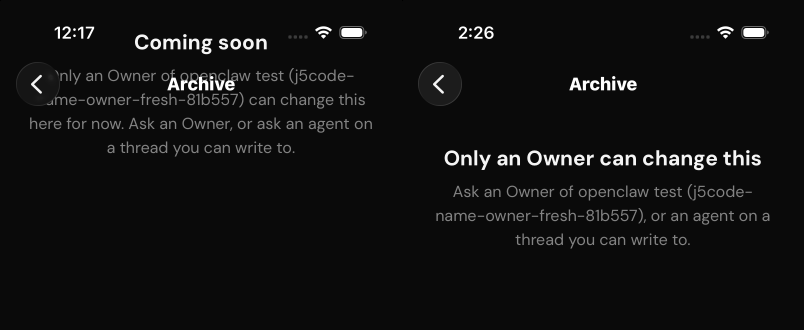 12:17
Coming soon
Only an Owner of openclaw test (j5code-
Archive
name-owner-fresh-81b557) can change this
here for now. Ask an Owner, or ask an agent on
a thread you can write to.
2:26
Archive
Only an Owner can change this
Ask an Owner of openclaw test (j5code-
name-owner-fresh-81b557), or an agent on a
thread you can write to.